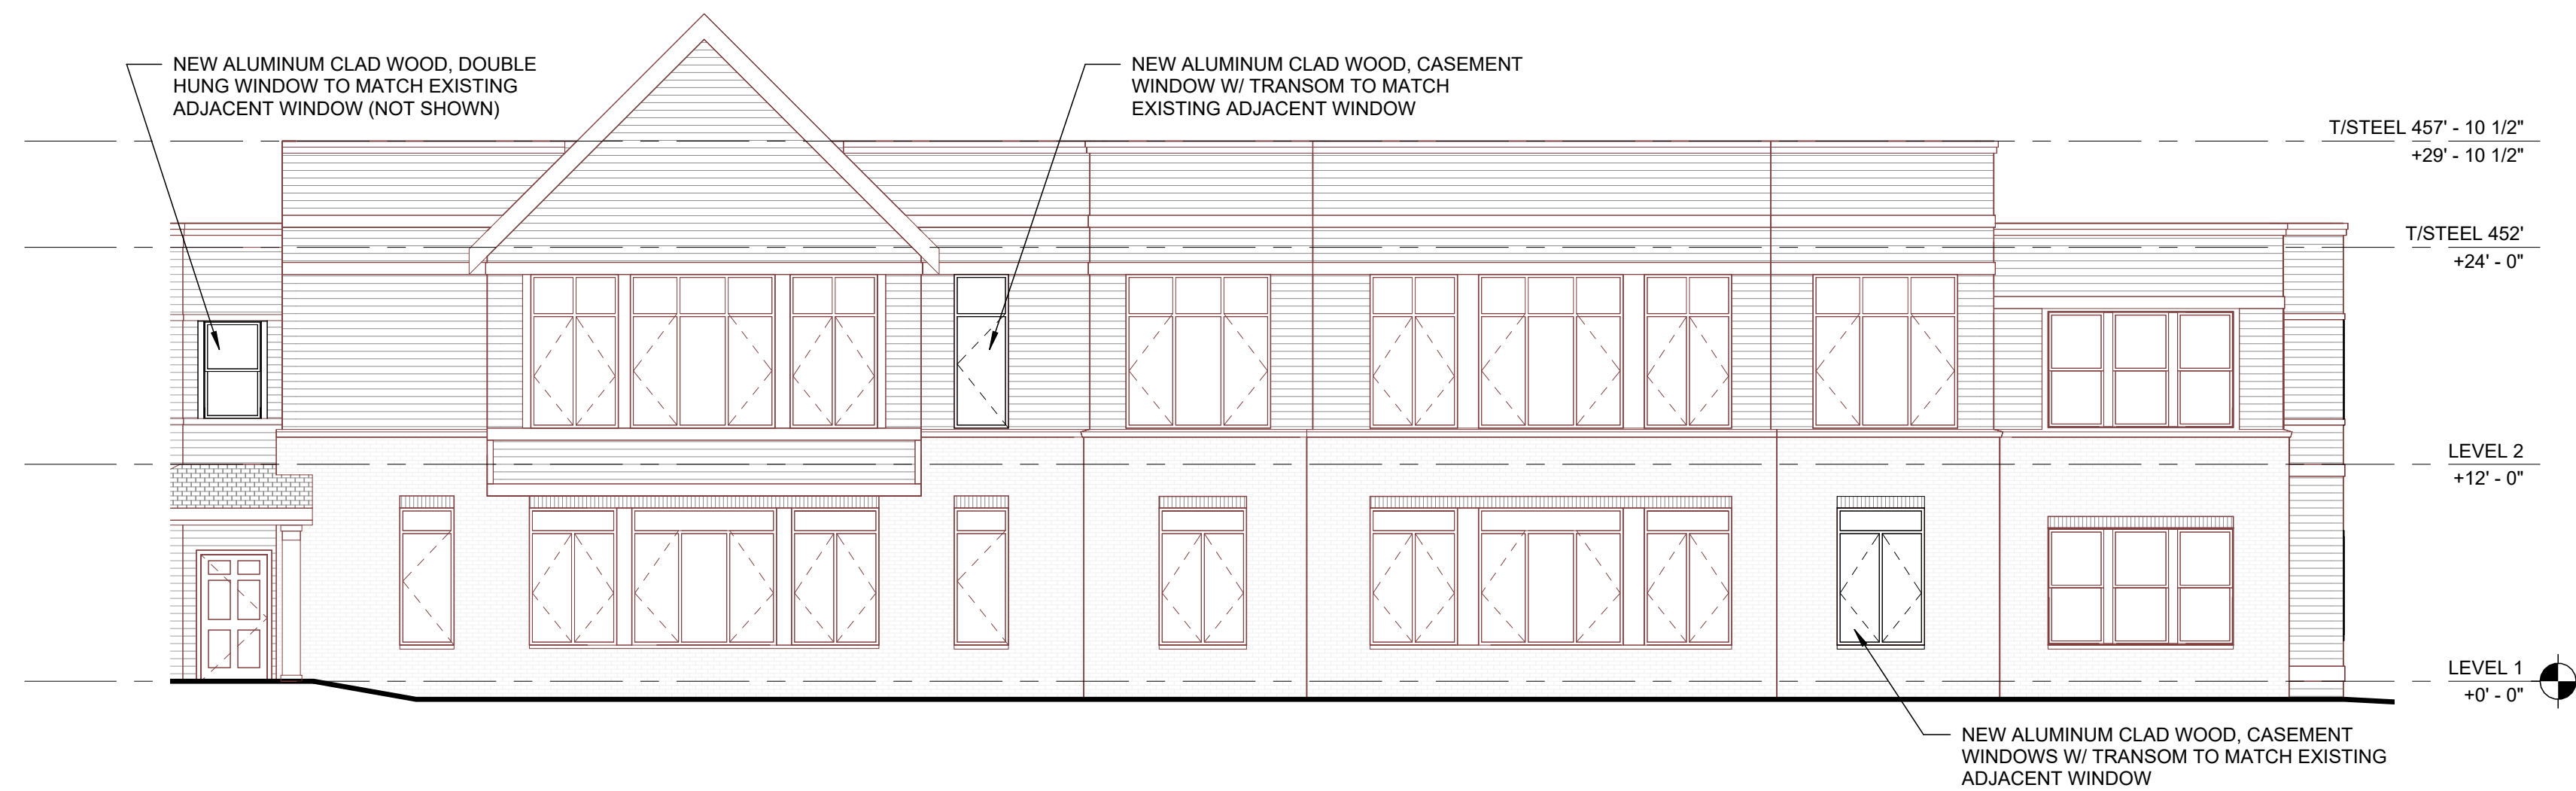 NEW ALUMINUM CLAD WOOD, DOUBLE
HUNG WINDOW TO MATCH EXISTING
ADJACENT WINDOW (NOT SHOWN)
NEW ALUMINUM CLAD WOOD, CASEMENT
WINDOW W/ TRANSOM TO MATCH
EXISTING ADJACENT WINDOW
T/STEEL 457' - 10 1/2"
+29' - 10 1/2"
T/STEEL 452'
+24' - 0"
LEVEL 2
+12' - 0"
LEVEL 1
+0' - 0"
NEW ALUMINUM CLAD WOOD, CASEMENT
WINDOWS W/ TRANSOM TO MATCH EXISTING
ADJACENT WINDOW